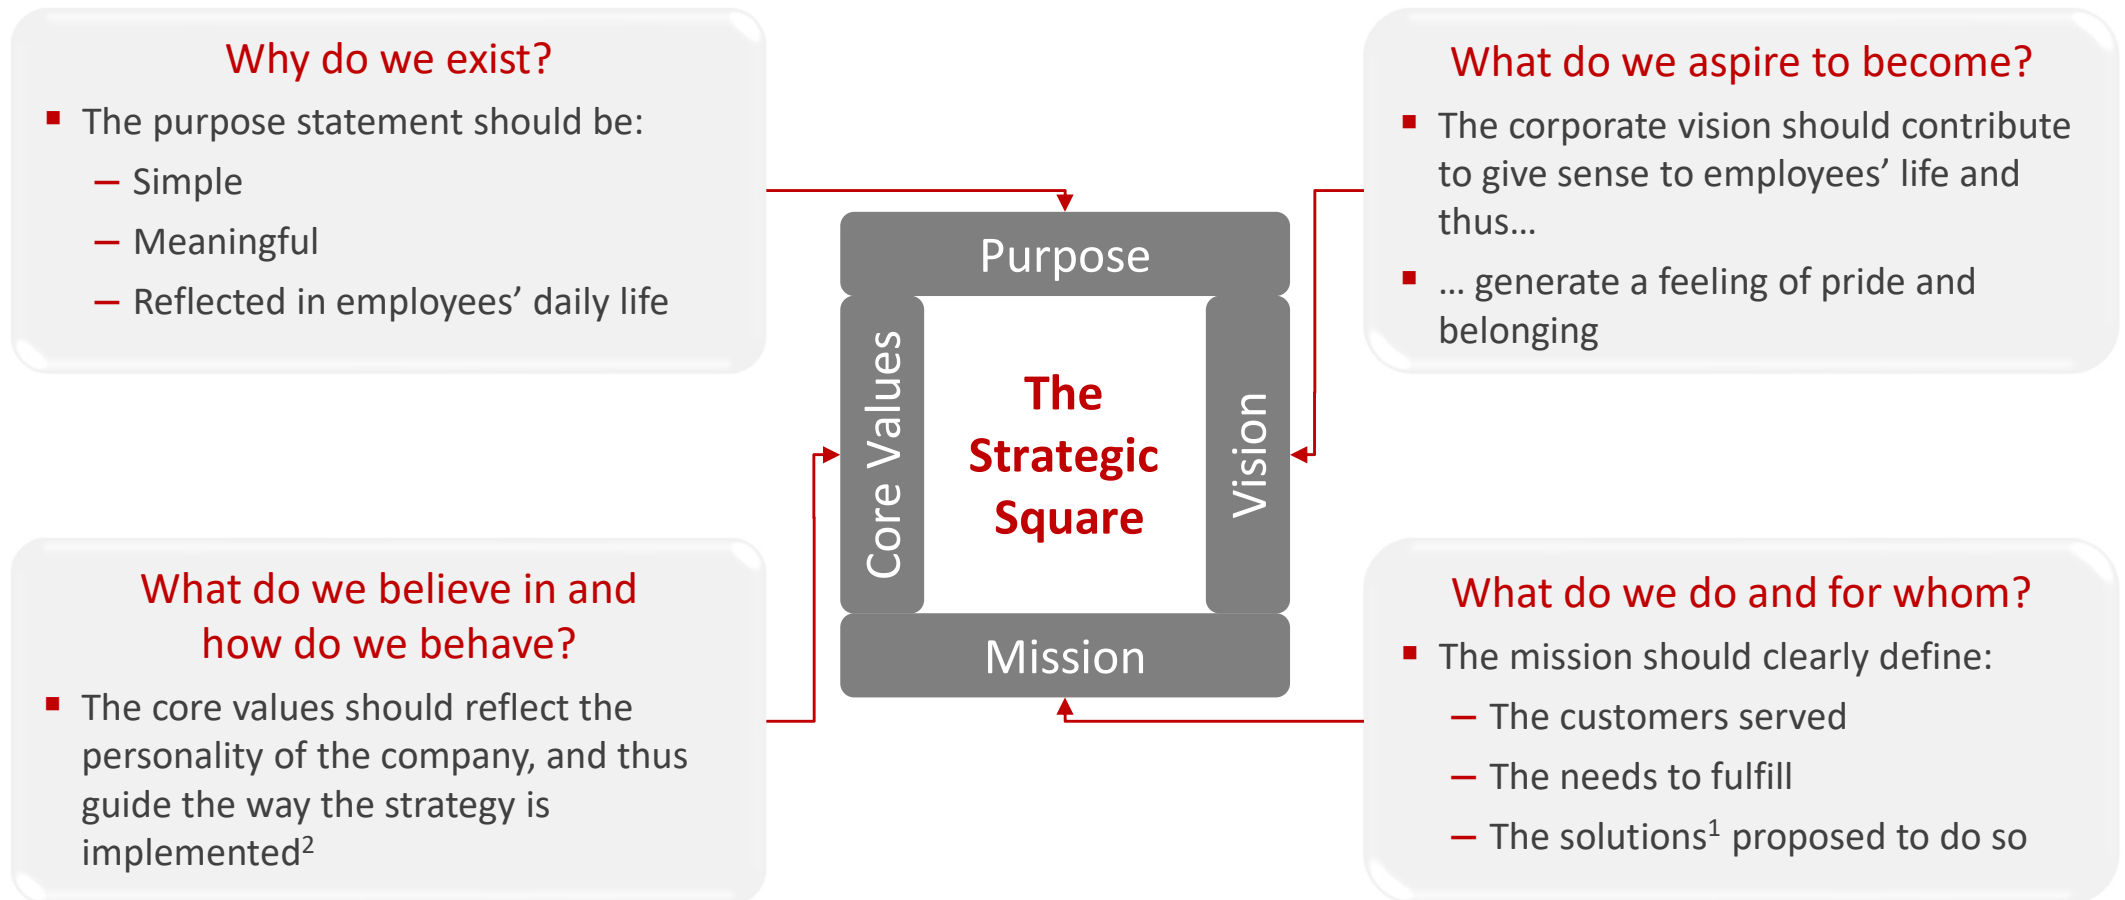 Why do we exist?
▪ The purpose statement should be:
– Simple
– Meaningful
– Reflected in employees’ daily life
What do we aspire to become?
▪ The corporate vision should contribute
to give sense to employees’ life and
thus…
▪ … generate a feeling of pride and
belonging
Purpose
Core Values
The
Strategic
Square
Vision
Mission
What do we believe in and
how do we behave?
▪ The core values should reflect the
personality of the company, and thus
guide the way the strategy is
implemented²
What do we do and for whom?
▪ The mission should clearly define:
– The customers served
– The needs to fulfill
– The solutions¹ proposed to do so